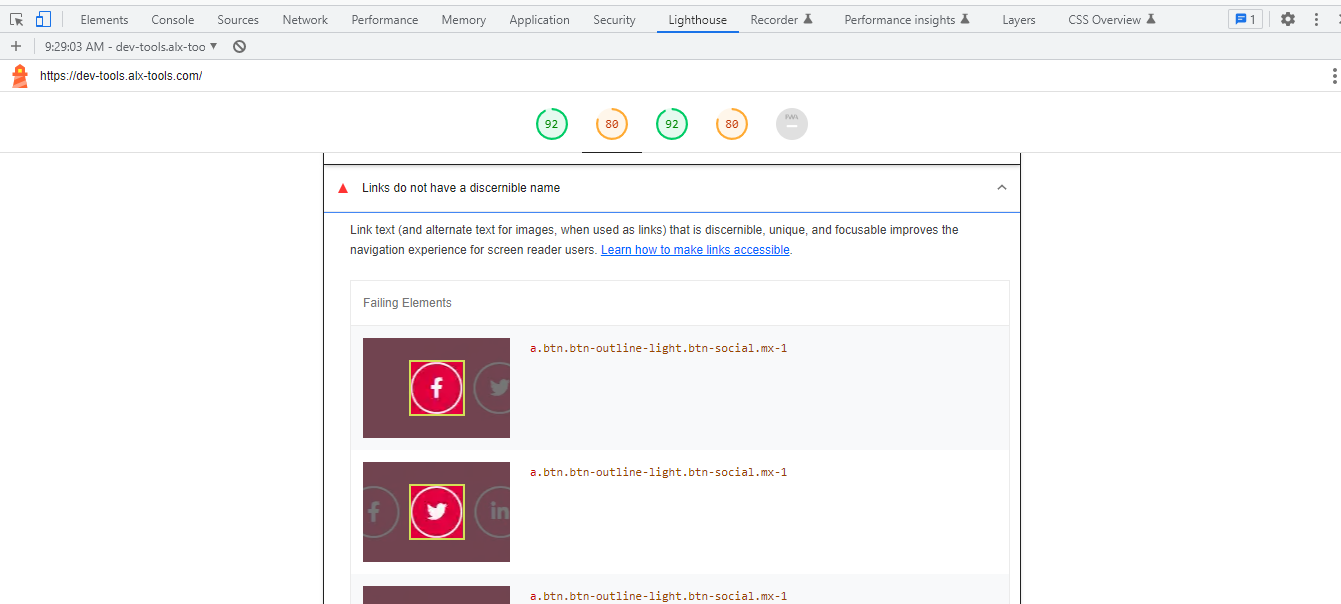 Elements Console Sources Network Performance Memory Application Security Lighthouse Recorder Performance insights Layers CSS Overview 1
9:29:03 AM - dev-tools.alx-too
https://dev-tools.alx-tools.com/
92 80 92 80 PWA
Links do not have a discernible name
Link text (and alternate text for images, when used as links) that is discernible, unique, and focusable improves the
navigation experience for screen reader users. Learn how to make links accessible.
Failing Elements
a.btn.btn-outline-light.btn-social.mx-1
a.btn.btn-outline-light.btn-social.mx-1
in
a.btn.btn-outline-light.btn-social.mx-1